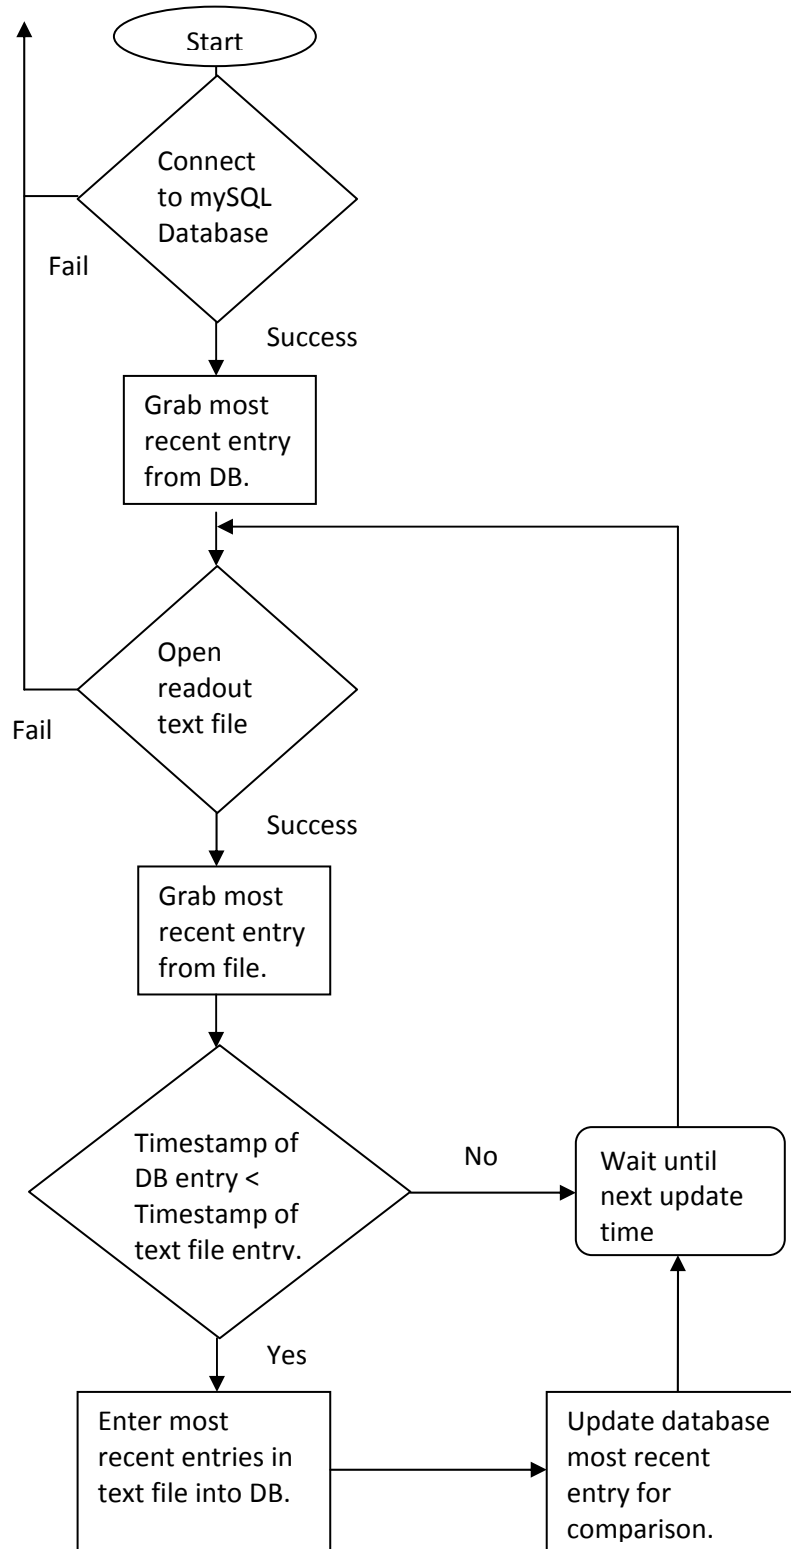 Start
Connect
to mySQL
Database
Fail
Success
Grab most
recent entry
from DB.
Open
readout
text file
Fail
Success
Grab most
recent entry
from file.
Timestamp of
DB entry <
Timestamp of
text file entry.
No
Wait until
next update
time
Yes
Enter most
recent entries in
text file into DB.
Update database
most recent
entry for
comparison.